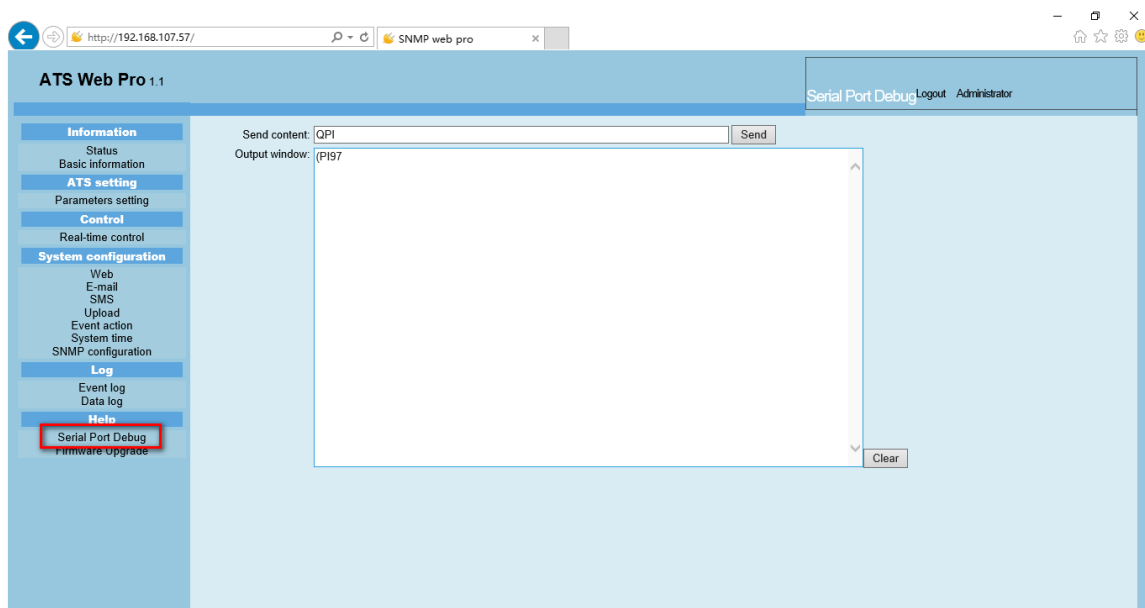 http://192.168.107.57/
SNMP web pro
ATS Web Pro 1.1
Serial Port Debug Logout Administrator
Information
Status
Basic information
ATS setting
Parameters setting
Control
Real-time control
System configuration
Web
E-mail
SMS
Upload
Event action
System time
SNMP configuration
Log
Event log
Data log
Help
Serial Port Debug
Firmware Upgrade
Send content: QPI Send
Output window: (PI97
Clear